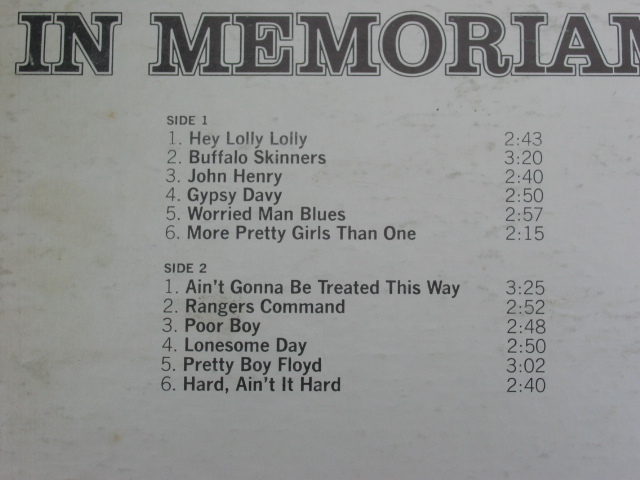 IN MEMORIAM
SIDE 1
1. Hey Lolly Lolly 2:43
2. Buffalo Skinners 3:20
3. John Henry 2:40
4. Gypsy Davy 2:50
5. Worried Man Blues 2:57
6. More Pretty Girls Than One 2:15
SIDE 2
1. Ain't Gonna Be Treated This Way 3:25
2. Rangers Command 2:52
3. Poor Boy 2:48
4. Lonesome Day 2:50
5. Pretty Boy Floyd 3:02
6. Hard, Ain't It Hard 2:40